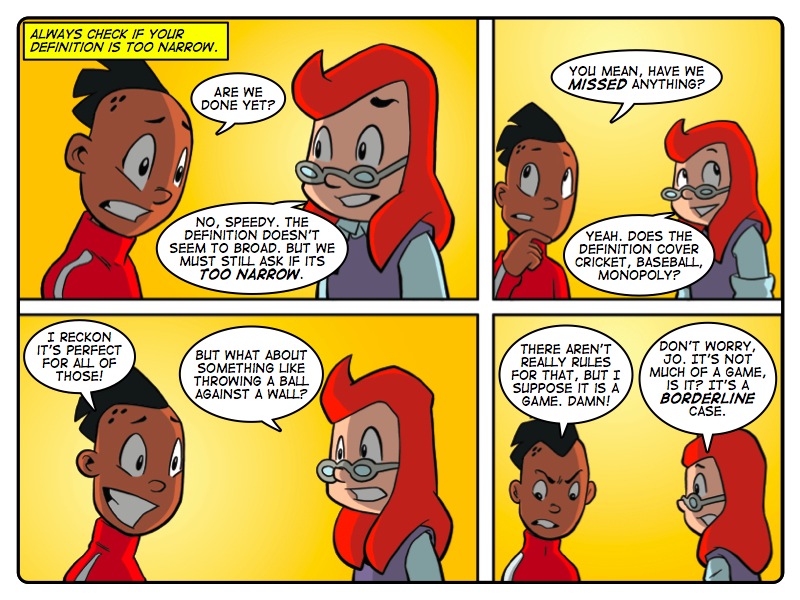 ALWAYS CHECK IF YOUR
DEFINITION IS TOO NARROW.
ARE WE
DONE YET?
NO, SPEEDY. THE
DEFINITION DOESN'T
SEEM TO BROAD. BUT WE
MUST STILL ASK IF ITS
TOO NARROW.
YOU MEAN, HAVE WE
MISSED ANYTHING?
YEAH. DOES THE
DEFINITION COVER
CRICKET, BASEBALL,
MONOPOLY?
I RECKON
IT'S PERFECT
FOR ALL OF
THOSE!
BUT WHAT ABOUT
SOMETHING LIKE
THROWING A BALL
AGAINST A WALL?
THERE AREN'T
REALLY RULES
FOR THAT, BUT I
SUPPOSE IT IS A
GAME. DAMN!
DON'T WORRY,
JO. IT'S NOT
MUCH OF A GAME,
IS IT? IT'S A
BORDERLINE
CASE.